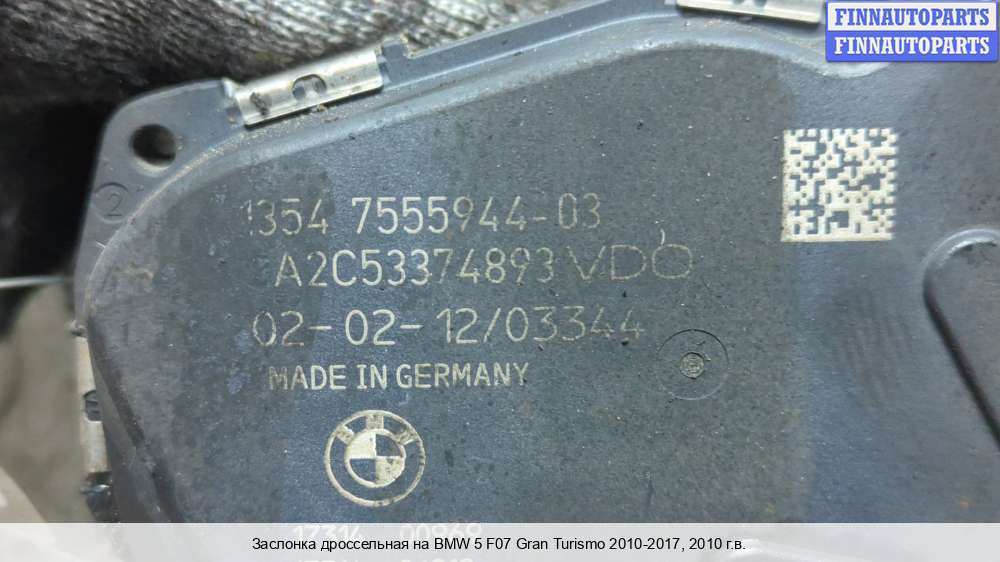 FINNAUTOPARTS
FINNAUTOPARTS
1354 7555944-03
A2C53374893 VDO
02-02-12/03344
MADE IN GERMANY
BMW
Заслонка дроссельная на BMW 5 F07 Gran Turismo 2010-2017, 2010 г.в.